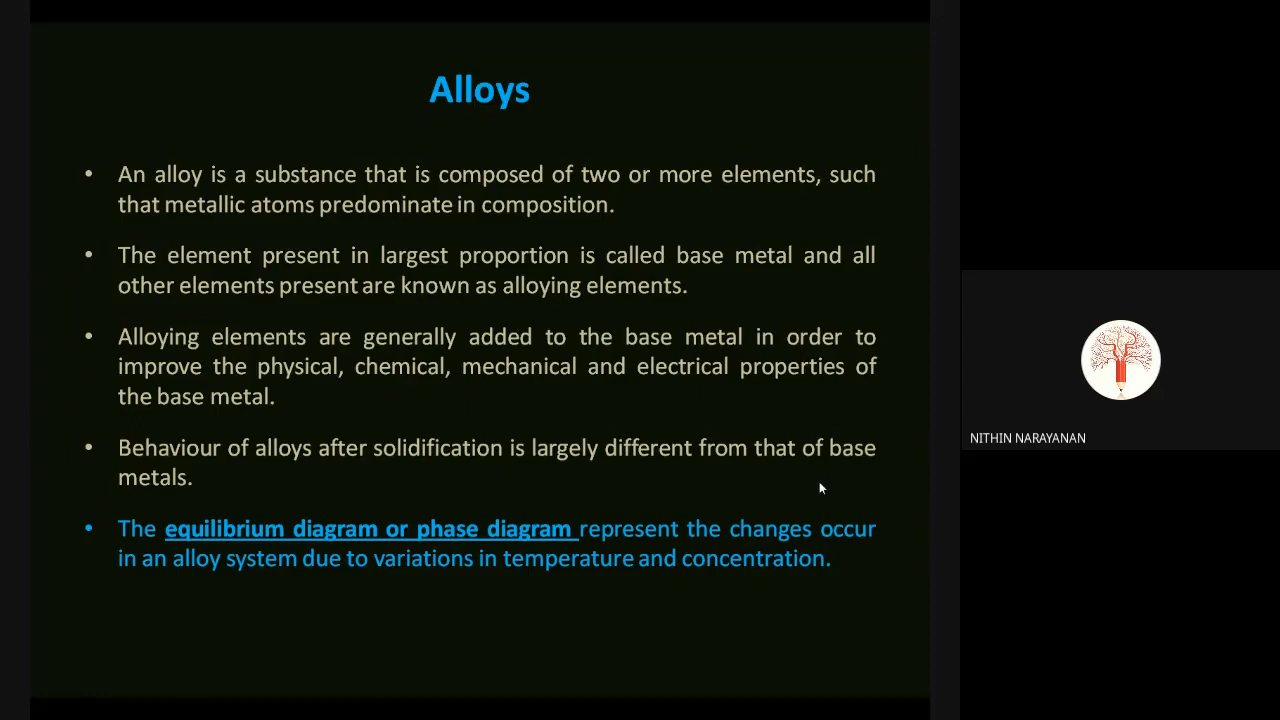 Alloys
• An alloy is a substance that is composed of two or more elements, such
that metallic atoms predominate in composition.
• The element present in largest proportion is called base metal and all
other elements present are known as alloying elements.
• Alloying elements are generally added to the base metal in order to
improve the physical, chemical, mechanical and electrical properties of
the base metal.
• Behaviour of alloys after solidification is largely different from that of base
metals.
• The equilibrium diagram or phase diagram represent the changes occur
in an alloy system due to variations in temperature and concentration.
NITHIN NARAYANAN